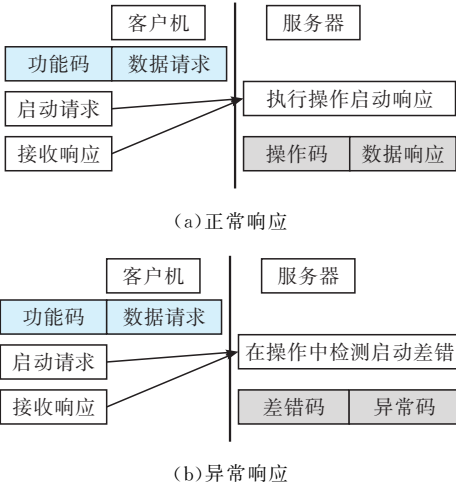 客户机 服务器
功能码 数据请求
启动请求 执行操作启动响应
接收响应 操作码 数据响应
(a)正常响应
客户机 服务器
功能码 数据请求
启动请求 在操作中检测启动差错
接收响应 差错码 异常码
(b)异常响应